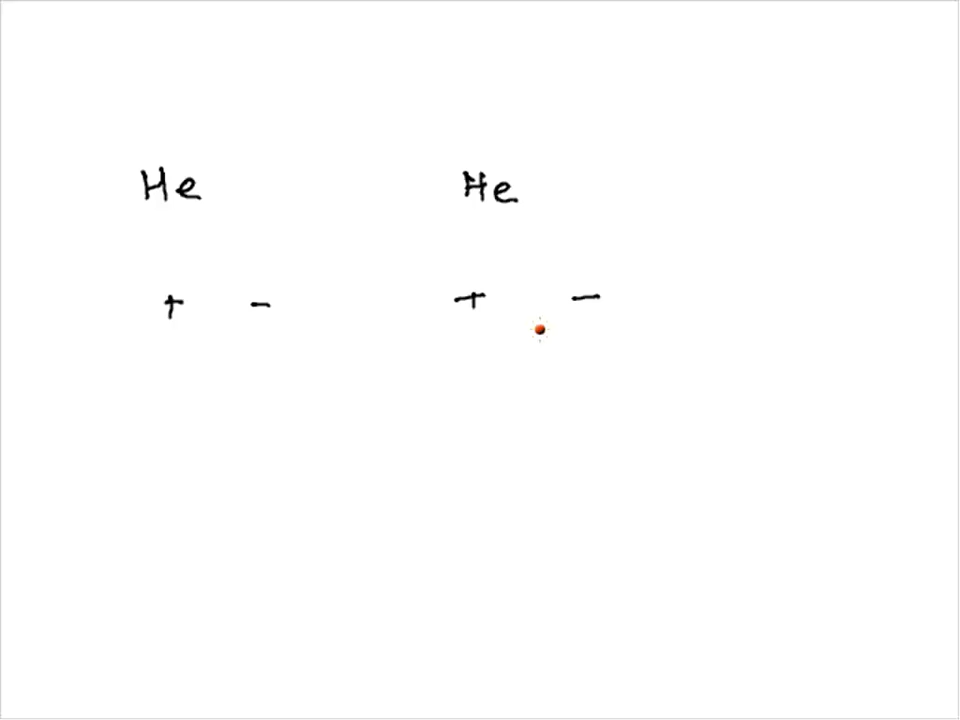 He He
+ - + -